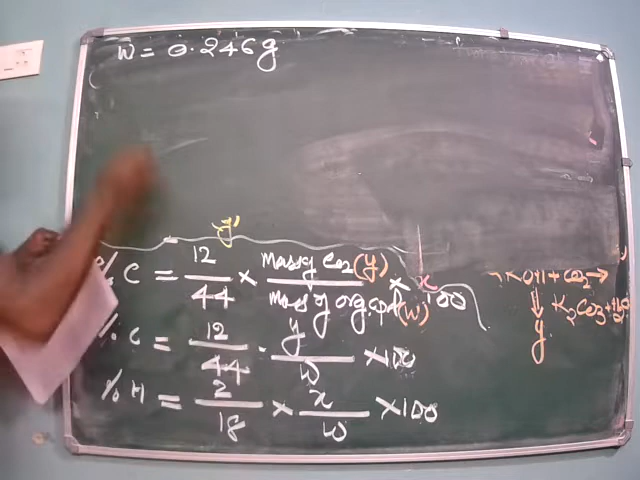 W = 0.246g
y
% C = 12/44 × Mass of CO2 (y)/Mass of org. cpd (w) × 100
x
% C = 12/44 . y/W × 100
% H = 2/18 × x/W × 100
KOH + CO2 →
K2CO3 +
y